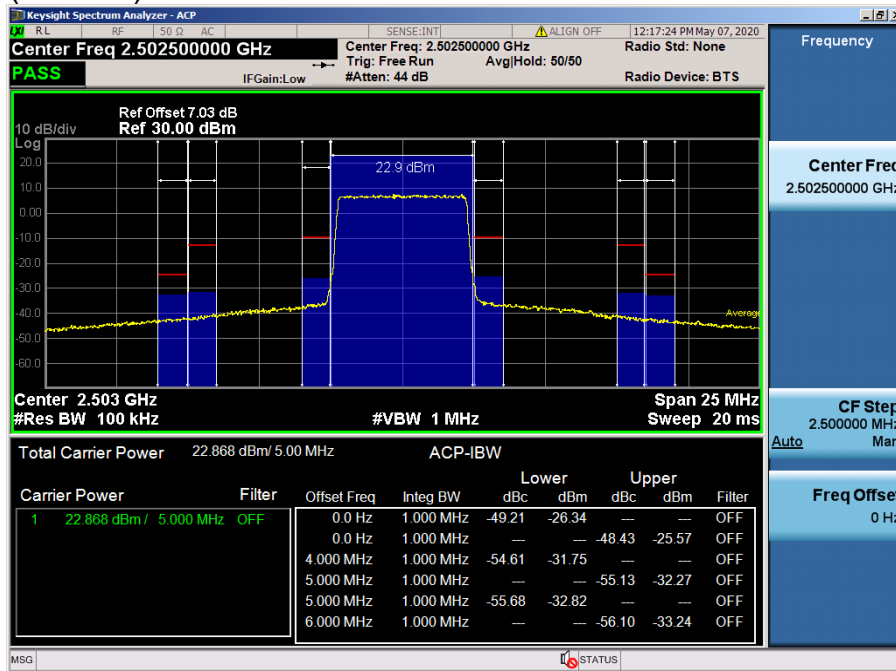 Keysight Spectrum Analyzer - ACP
LXI RL RF 50 Ω AC SENSE:INT ALIGN OFF 12:17:24 PM May 07, 2020
Center Freq 2.502500000 GHz
Center Freq: 2.502500000 GHz
Radio Std: None
Trig: Free Run Avg|Hold: 50/50
PASS
IFGain:Low
#Atten: 44 dB
Radio Device: BTS
Frequency
Ref Offset 7.03 dB
10 dB/div Ref 30.00 dBm
Log
20.0
22.9 dBm
10.0
0.00
-10.0
-20.0
-30.0
-40.0
Average
-50.0
-60.0
Center Freq
2.502500000 GHz
Center 2.503 GHz Span 25 MHz
#Res BW 100 kHz #VBW 1 MHz Sweep 20 ms
CF Step
2.500000 MHz
Auto Man
Freq Offset
0 Hz
Total Carrier Power 22.868 dBm/ 5.00 MHz ACP-IBW
Lower Upper
Carrier Power Filter Offset Freq Integ BW dBc dBm dBc dBm Filter
1 22.868 dBm / 5.000 MHz OFF
0.0 Hz 1.000 MHz -49.21 -26.34 --- --- OFF
0.0 Hz 1.000 MHz --- --- -48.43 -25.57 OFF
4.000 MHz 1.000 MHz -54.61 -31.75 --- --- OFF
5.000 MHz 1.000 MHz --- --- -55.13 -32.27 OFF
5.000 MHz 1.000 MHz -55.68 -32.82 --- --- OFF
6.000 MHz 1.000 MHz --- --- -56.10 -33.24 OFF
MSG STATUS